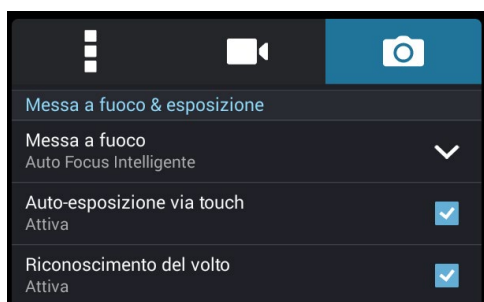 Messa a fuoco & esposizione
Messa a fuoco
Auto Focus Intelligente
Auto-esposizione via touch
Attiva
Riconoscimento del volto
Attiva